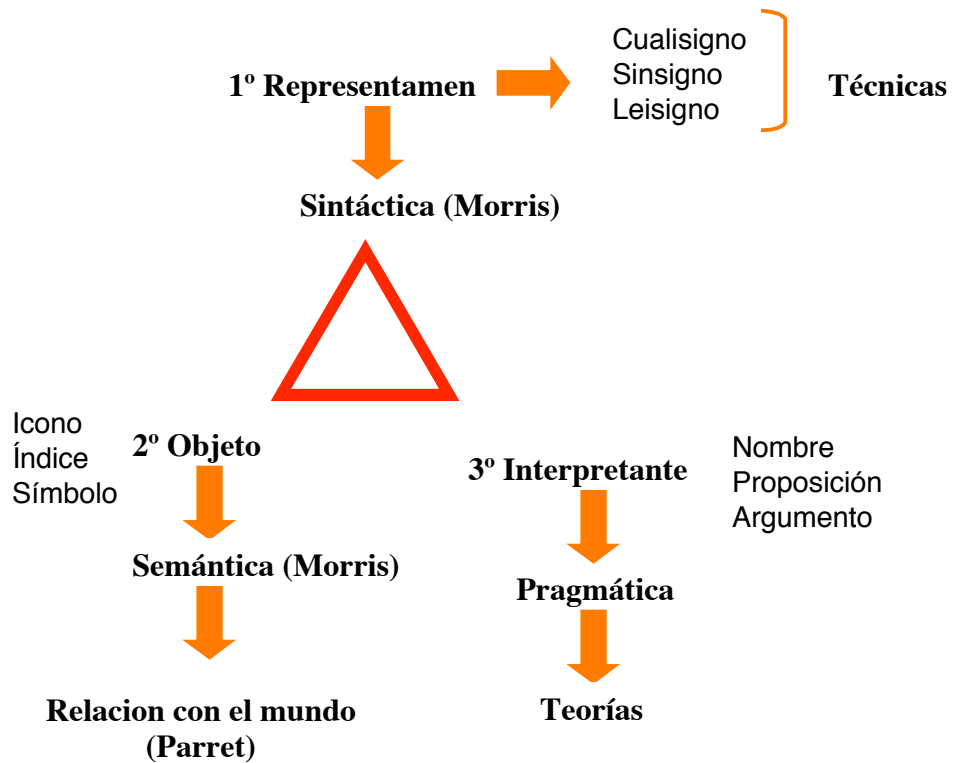 1º Representamen
Cualisigno
Sinsigno
Leisigno
Técnicas
Sintáctica (Morris)
Icono
Índice
Símbolo
2º Objeto
Semántica (Morris)
Relacion con el mundo
(Parret)
3º Interpretante
Nombre
Proposición
Argumento
Pragmática
Teorías